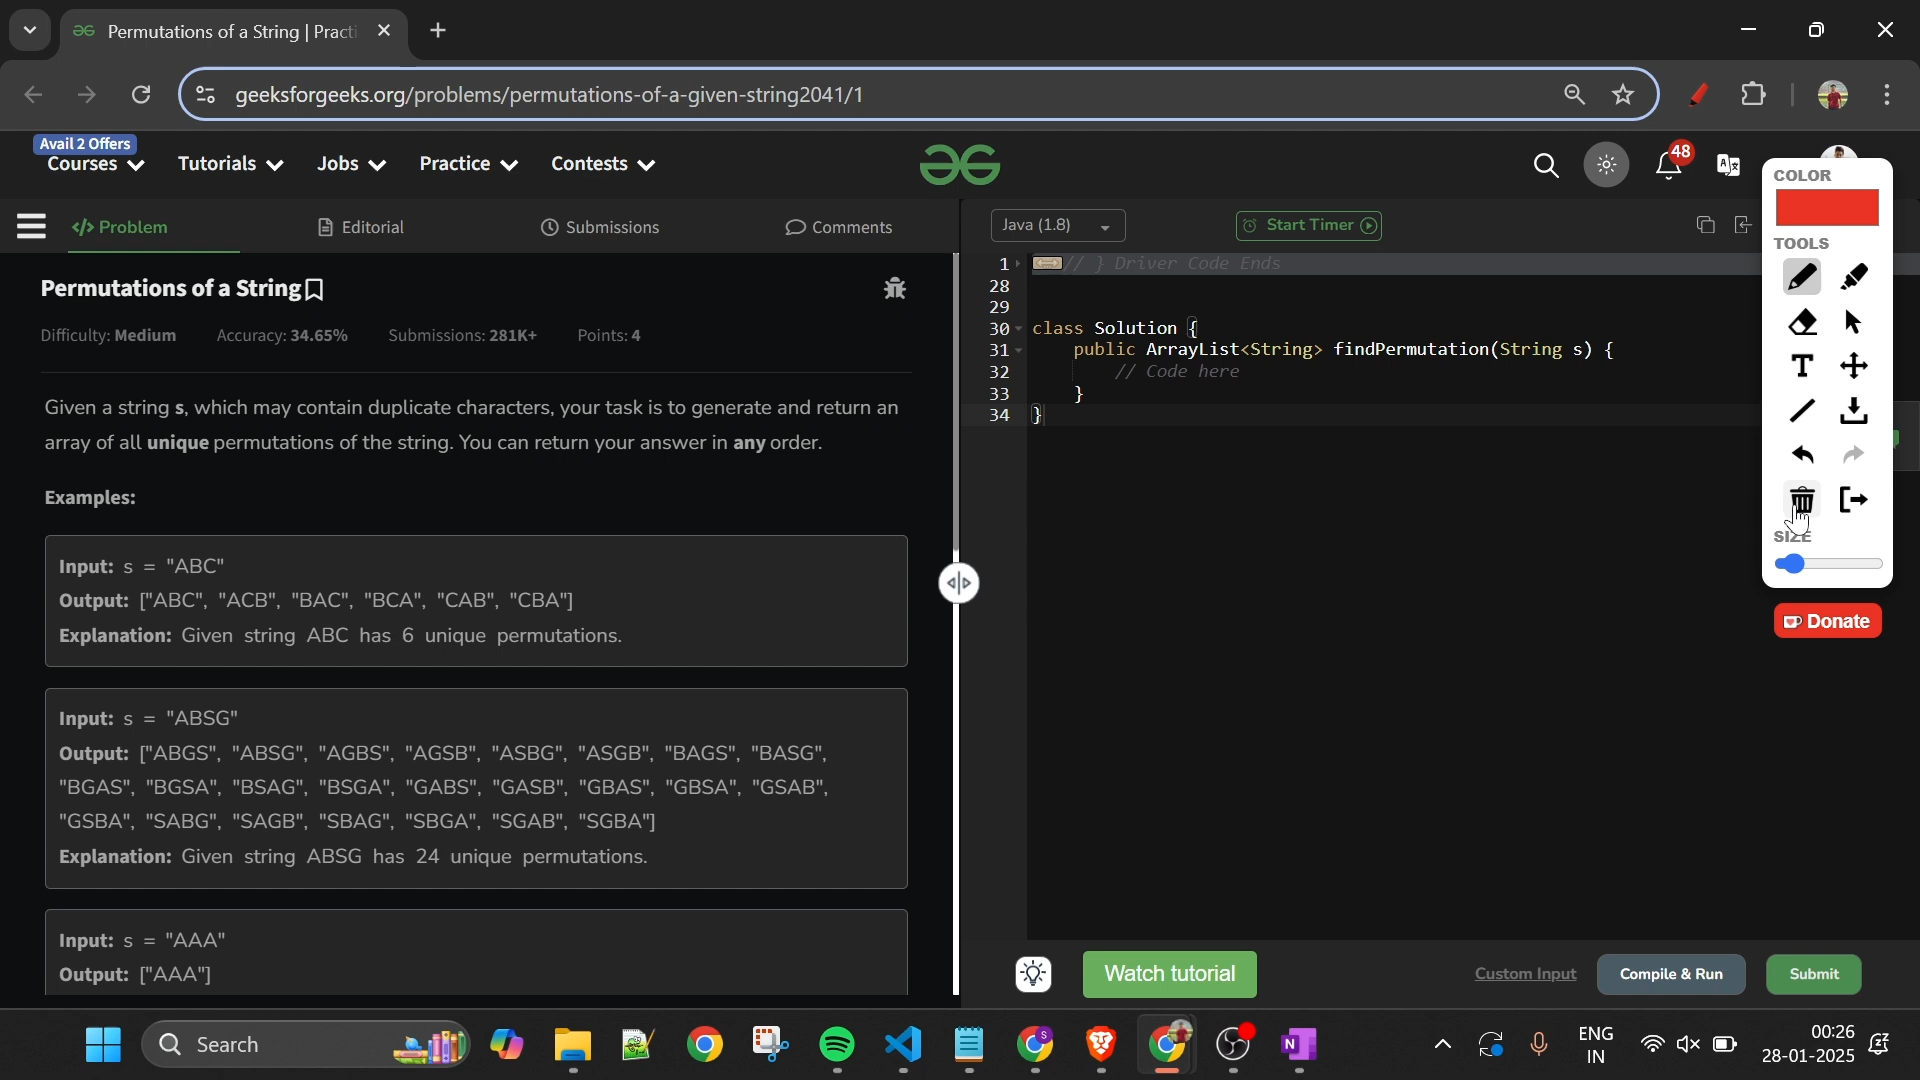 Permutations of a String | Practi
geeksforgeeks.org/problems/permutations-of-a-given-string2041/1
Avail 2 Offers
Courses Tutorials Jobs Practice Contests
48
</> Problem Editorial Submissions Comments
Permutations of a String
Difficulty: Medium Accuracy: 34.65% Submissions: 281K+ Points: 4
Given a string s, which may contain duplicate characters, your task is to generate and return an
array of all unique permutations of the string. You can return your answer in any order.
Examples:
Input: s = "ABC"
Output: ["ABC", "ACB", "BAC", "BCA", "CAB", "CBA"]
Explanation: Given string ABC has 6 unique permutations.
Input: s = "ABSG"
Output: ["ABGS", "ABSG", "AGBS", "AGSB", "ASBG", "ASGB", "BAGS", "BASG",
"BGAS", "BGSA", "BSAG", "BSGA", "GABS", "GASB", "GBAS", "GBSA", "GSAB",
"GSBA", "SABG", "SAGB", "SBAG", "SBGA", "SGAB", "SGBA"]
Explanation: Given string ABSG has 24 unique permutations.
Input: s = "AAA"
Output: ["AAA"]
Java (1.8) Start Timer
1 // } Driver Code Ends
28
29
30 class Solution {
31 public ArrayList<String> findPermutation(String s) {
32 // Code here
33 }
34 }
COLOR
TOOLS
T
SIZE
Donate
Watch tutorial Custom Input Compile & Run Submit
Search
ENG
IN
00:26
28-01-2025